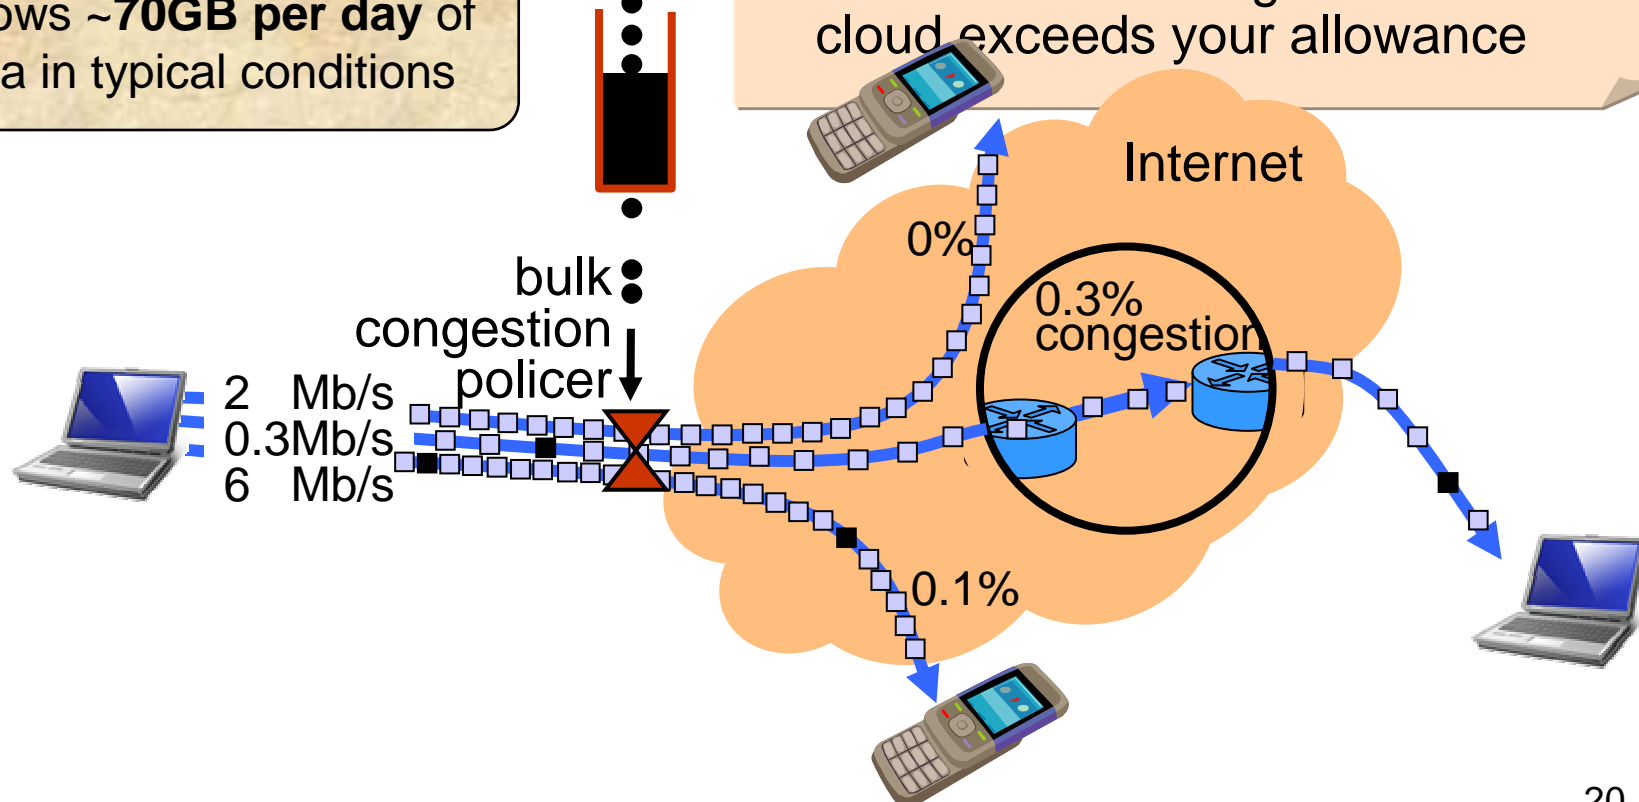 ows ~70GB per day of
a in typical conditions
cloud exceeds your allowance
Internet
0%
0.3%
congestion
bulk
congestion
policer
2 Mb/s
0.3Mb/s
6 Mb/s
0.1%
20